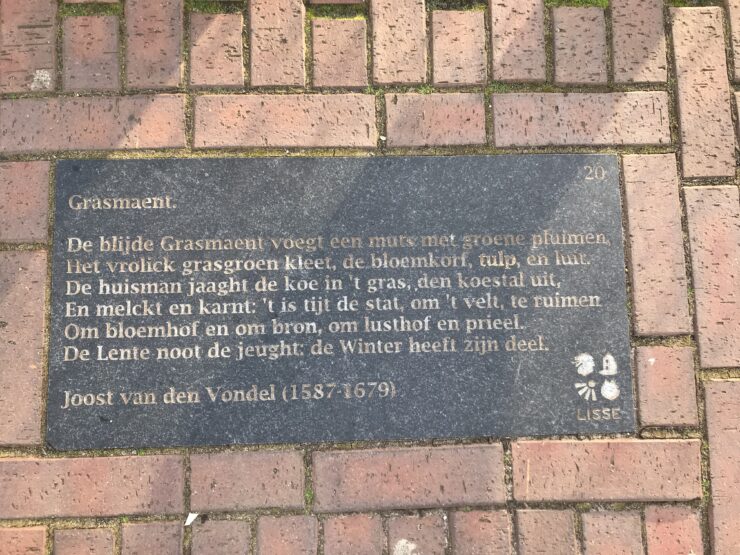 20
Grasmaent.
De blijde Grasmaent voegt een muts met groene pluimen,
Het vrolick grasgroen kleet, de bloemkorf, tulp, en luit.
De huisman jaaght de koe in 't gras, den koestal uit,
En melckt en karnt: 't is tijt de stat, om 't velt, te ruimen
Om bloemhof en om bron, om lusthof en prieel.
De Lente noot de jeught: de Winter heeft zijn deel.
Joost van den Vondel (1587-1679)
LISSE